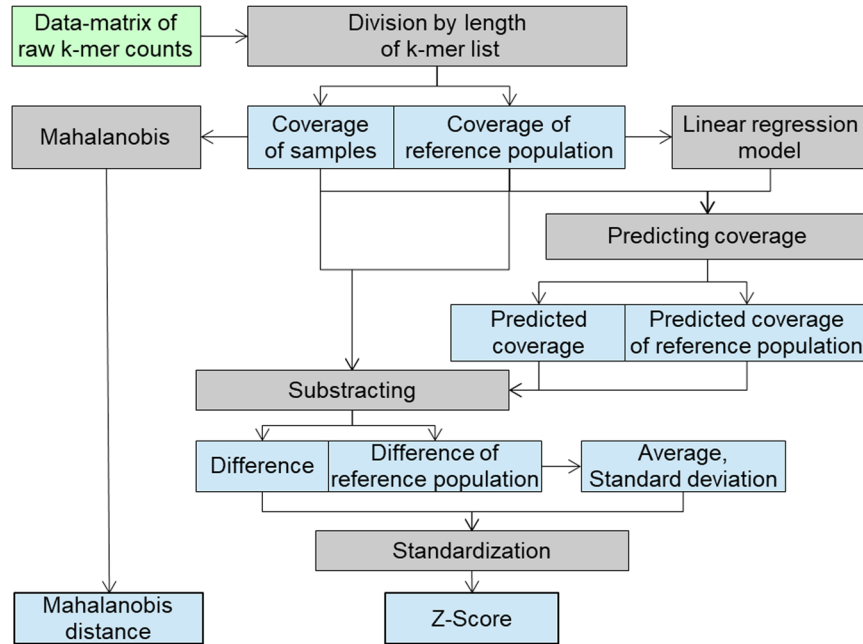 Data-matrix of
raw k-mer counts
Division by length
of k-mer list
Mahalanobis
Coverage
of samples
Coverage of
reference population
Linear regression
model
Predicting coverage
Predicted
coverage
Predicted coverage
of reference population
Substracting
Difference
Difference of
reference population
Average,
Standard deviation
Standardization
Mahalanobis
distance
Z-Score